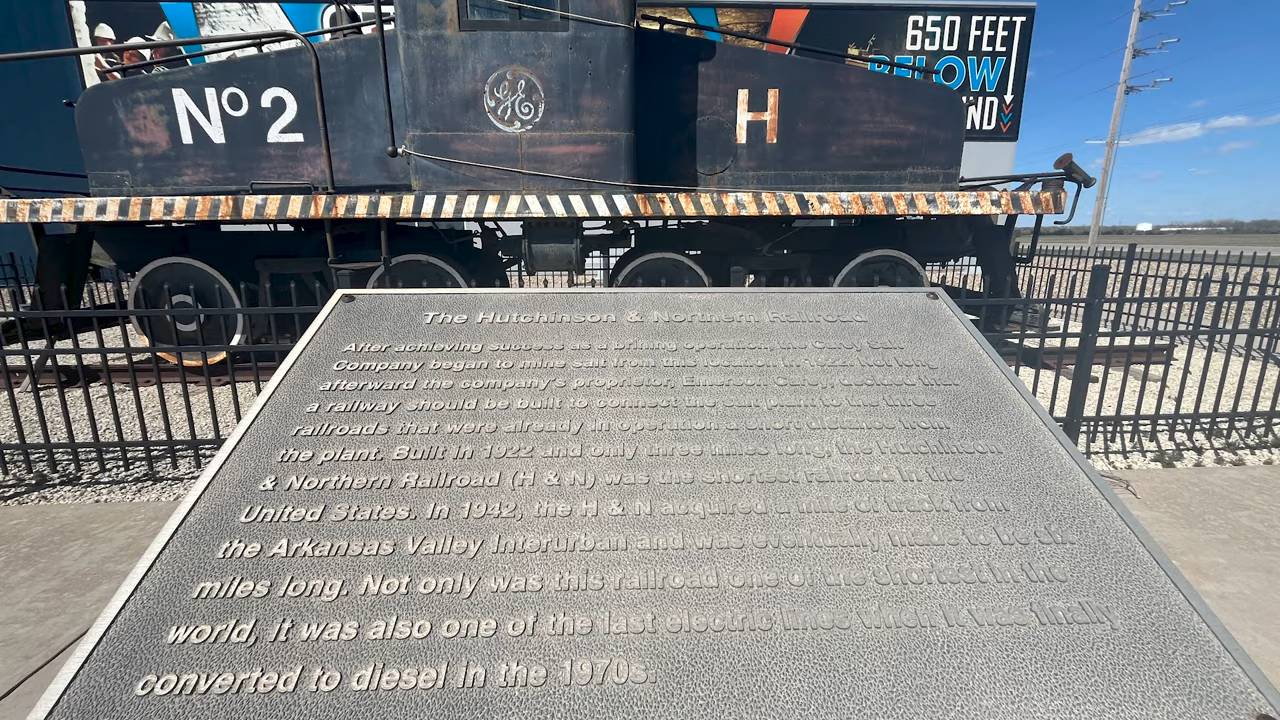 650 FEET
BELOW
Nº 2
GE
H
The Hutchinson & Northern Railroad
After achieving success as a brining operation, the Carey Salt
Company began to mine salt from this location in
afterward the company's proprietor, Emerson Carey, decided that
a railway should be built to connect the salt plant to the three
railroads that were already in operation a short distance from
the plant. Built in 1922 and only three miles long, the Hutchinson
& Northern Railroad (H & N) was the shortest railroad in the
United States. In 1942, the H & N acquired a mile of track from
the Arkansas Valley Interurban and was eventually made to be six
miles long. Not only was this railroad one of the shortest in the
world, it was also one of the last electric lines when it was finally
converted to diesel in the 1970s.